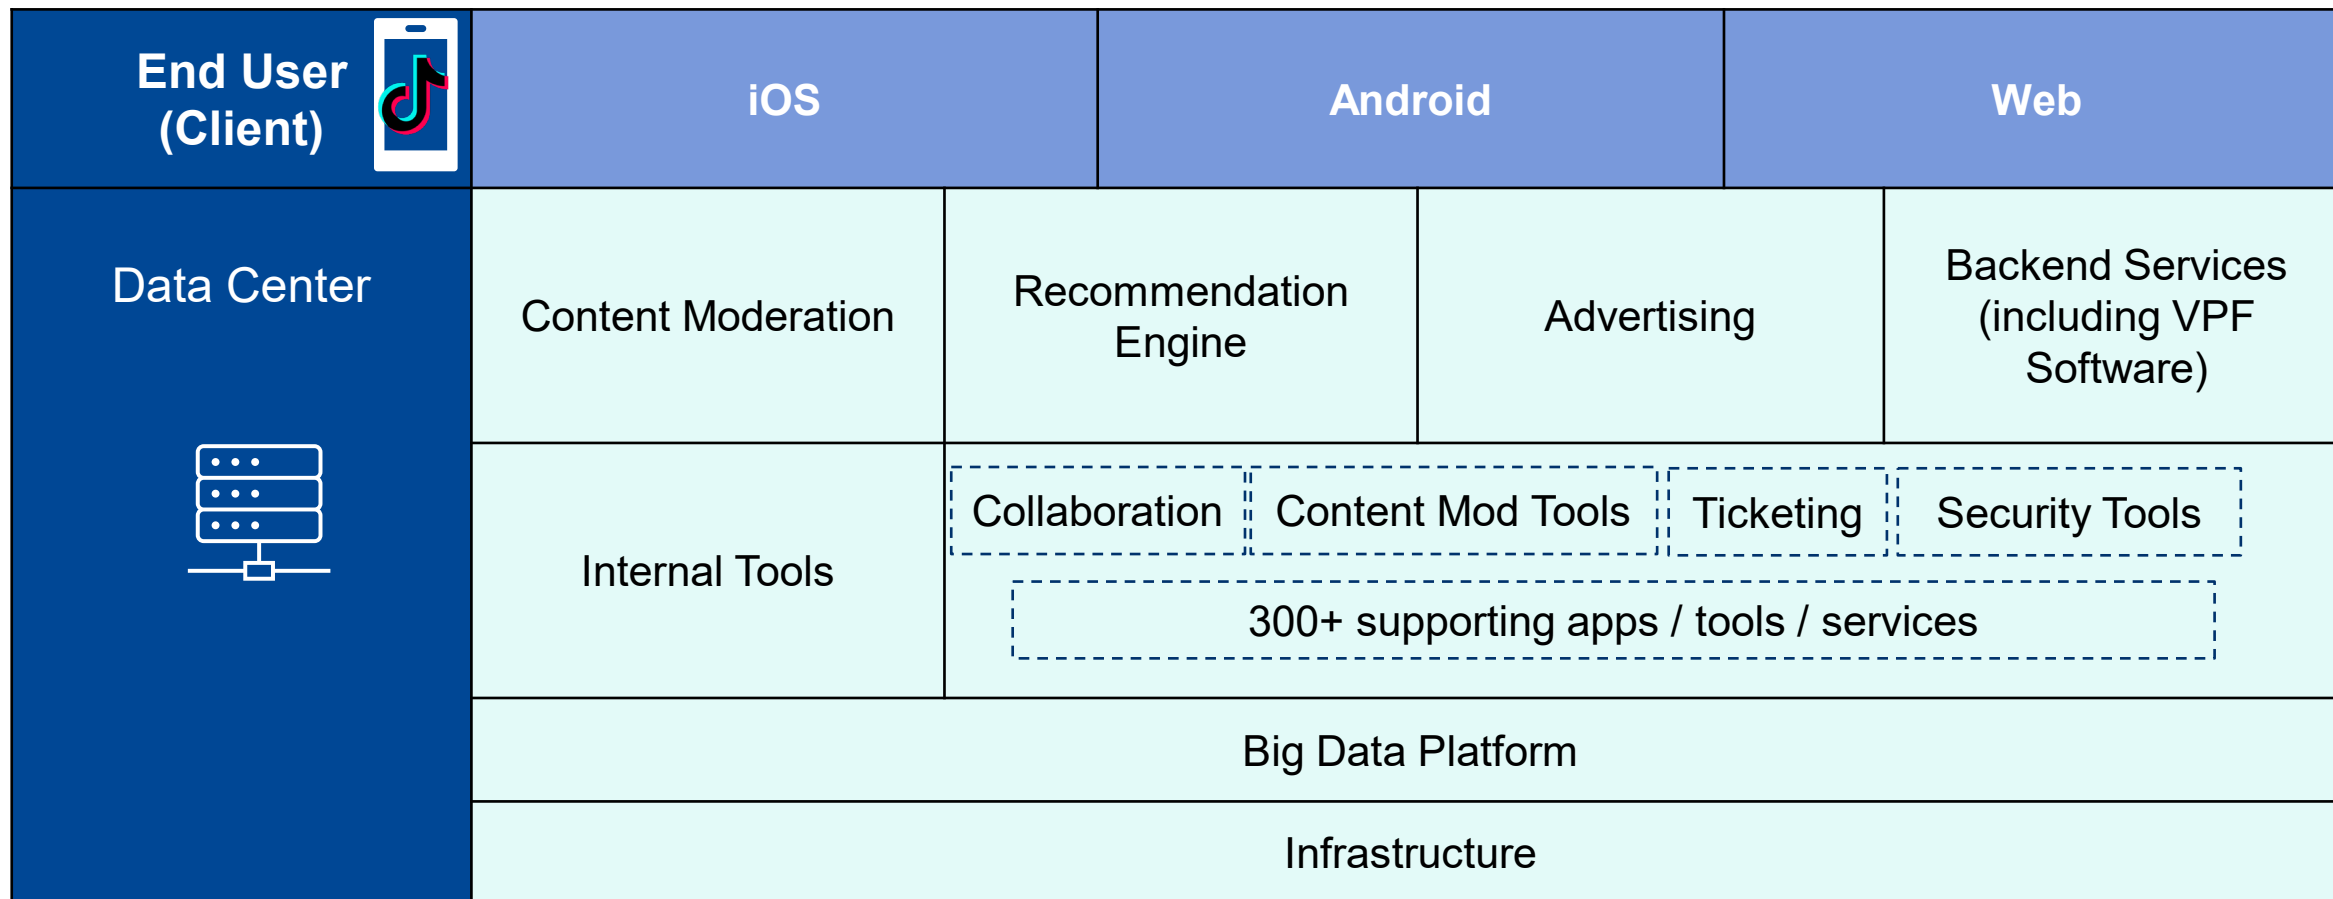 End User
(Client)
iOS
Android
Web
Data Center
Content Moderation
Recommendation
Engine
Advertising
Backend Services
(including VPF
Software)
Internal Tools
Collaboration
Content Mod Tools
Ticketing
Security Tools
300+ supporting apps / tools / services
Big Data Platform
Infrastructure